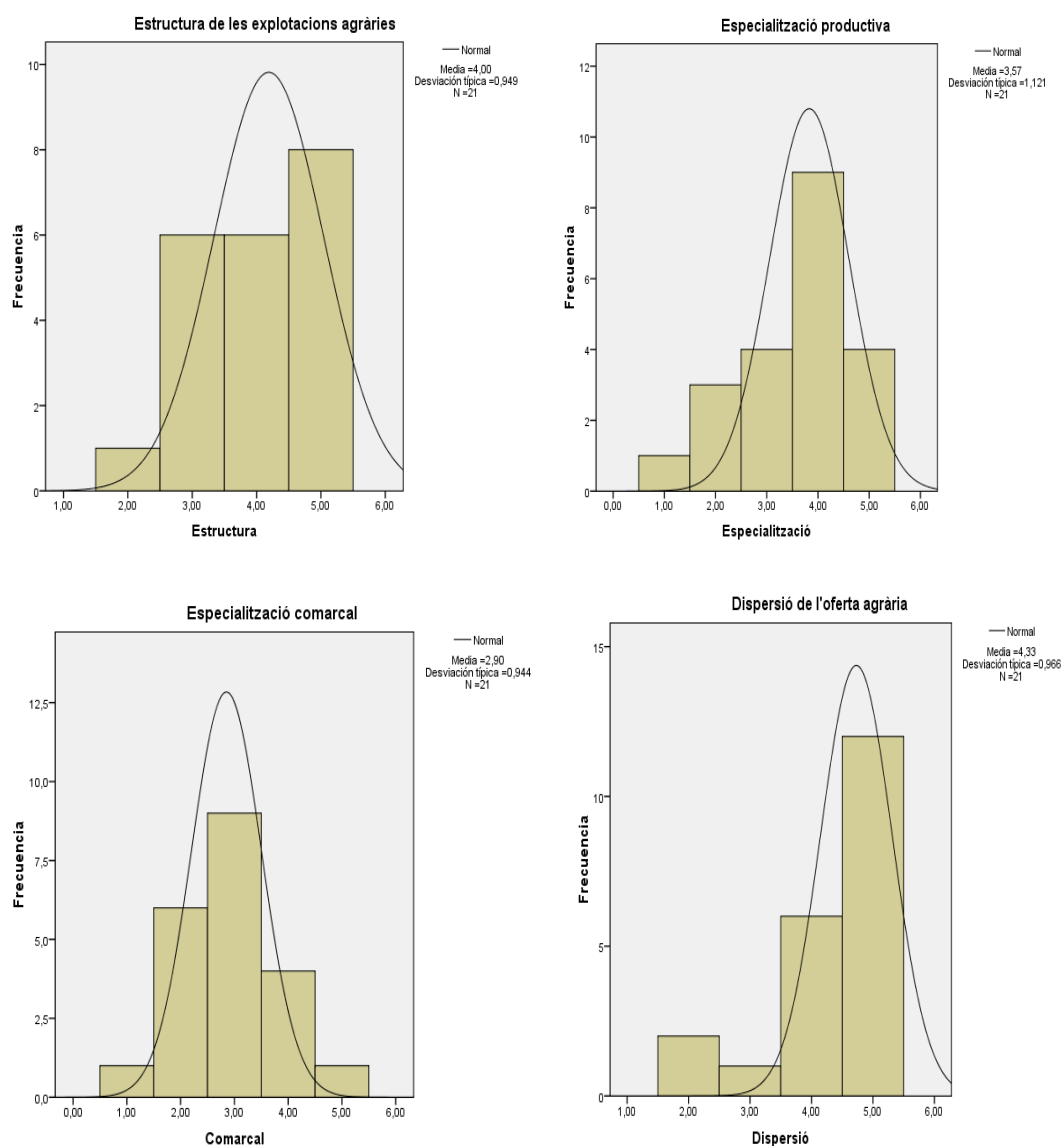 Estructura de les explotacions agràries
Normal
Media =4,00
Desviación típica =0,949
N =21
10
8
6
4
2
0
Frecuencia
1,00 2,00 3,00 4,00 5,00 6,00
Estructura
Especialització productiva
Normal
Media =3,57
Desviación típica =1,121
N =21
12
10
8
6
4
2
0
Frecuencia
0,00 1,00 2,00 3,00 4,00 5,00 6,00
Especialització
Especialització comarcal
Normal
Media =2,90
Desviación típica =0,944
N =21
12,5
10,0
7,5
5,0
2,5
0,0
Frecuencia
0,00 1,00 2,00 3,00 4,00 5,00 6,00
Comarcal
Dispersió de l'oferta agrària
Normal
Media =4,33
Desviación típica =0,966
N =21
15
10
5
0
Frecuencia
1,00 2,00 3,00 4,00 5,00 6,00
Dispersió